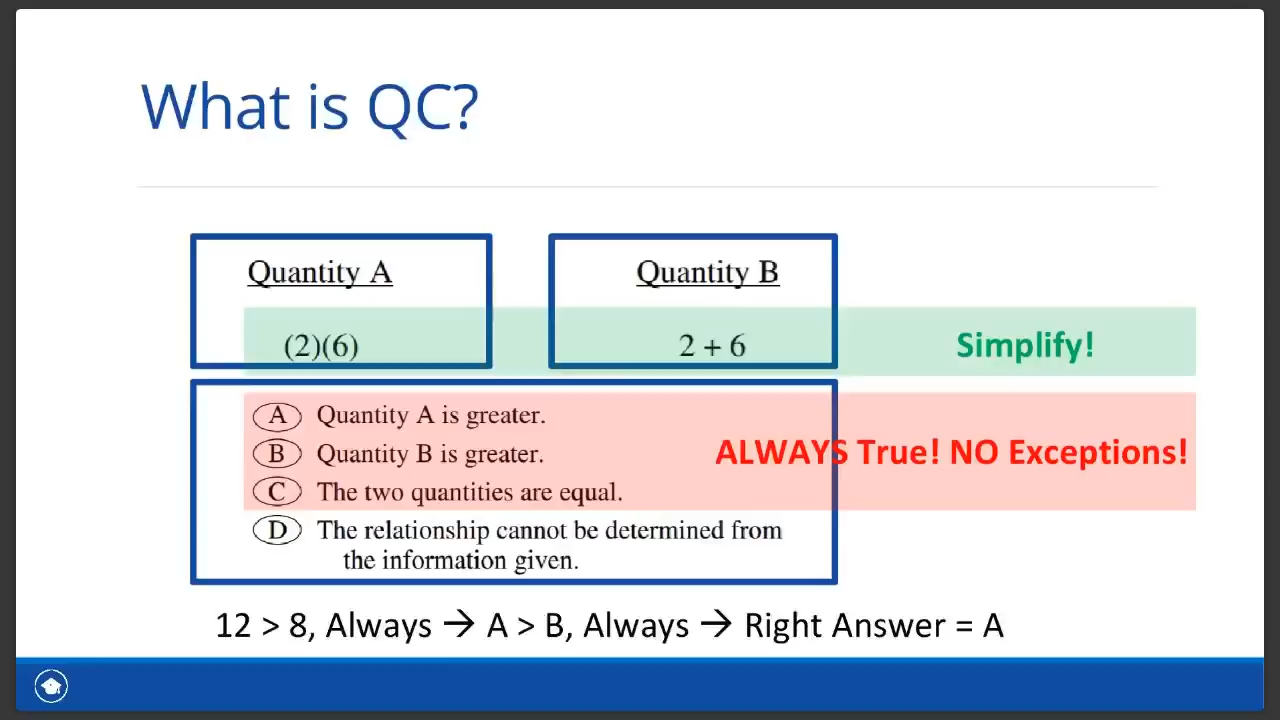 What is QC?
Quantity A
Quantity B
(2)(6)
2 + 6
Simplify!
A Quantity A is greater.
B Quantity B is greater.
ALWAYS True! NO Exceptions!
C The two quantities are equal.
D The relationship cannot be determined from
the information given.
12 > 8, Always → A > B, Always → Right Answer = A